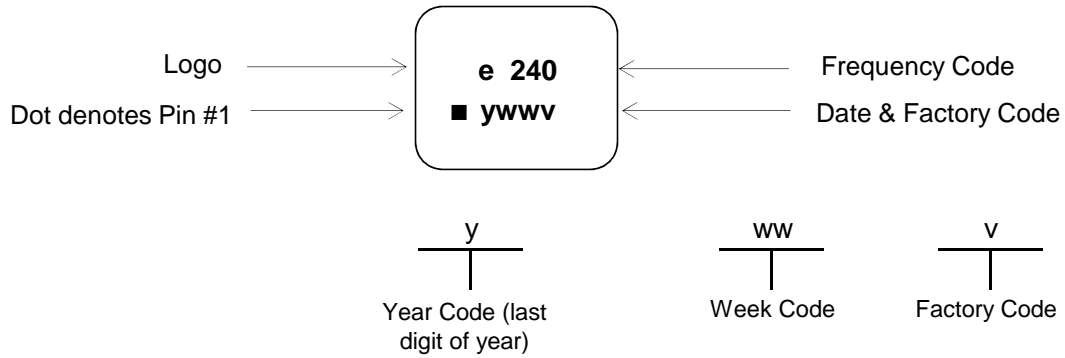 Logo
e 240
Frequency Code
Dot denotes Pin #1
■ ywwv
Date & Factory Code
y
ww
v
Year Code (last
digit of year)
Week Code
Factory Code